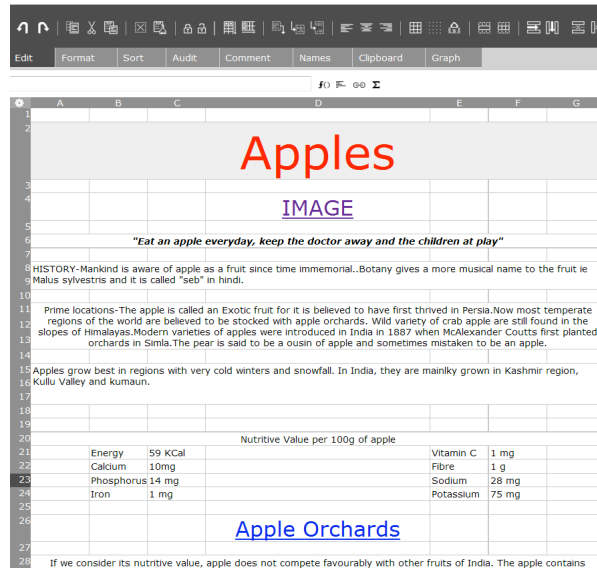 Edit Format Sort Audit Comment Names Clipboard Graph
f() Σ
A B C D E F G
1
2 Apples
3
4 IMAGE
5
6 "Eat an apple everyday, keep the doctor away and the children at play"
7
8 HISTORY-Mankind is aware of apple as a fruit since time immemorial..Botany gives a more musical name to the fruit ie
9 Malus sylvestris and it is called "seb" in hindi.
10
11 Prime locations-The apple is called an Exotic fruit for it is believed to have first thrived in Persia.Now most temperate
12 regions of the world are believed to be stocked with apple orchards. Wild variety of crab apple are still found in the
13 slopes of Himalayas.Modern varieties of apples were introduced in India in 1887 when McAlexander Coutts first planted
orchards in Simla.The pear is said to be a ousin of apple and sometimes mistaken to be an apple.
14
15 Apples grow best in regions with very cold winters and snowfall. In India, they are mainlky grown in Kashmir region,
16 Kullu Valley and kumaun.
17
18
19
20 Nutritive Value per 100g of apple
21 Energy 59 KCal Vitamin C 1 mg
22 Calcium 10mg Fibre 1 g
23 Phosphorus 14 mg Sodium 28 mg
24 Iron 1 mg Potassium 75 mg
25
26 Apple Orchards
27
28 If we consider its nutritive value, apple does not compete favourably with other fruits of India. The apple contains